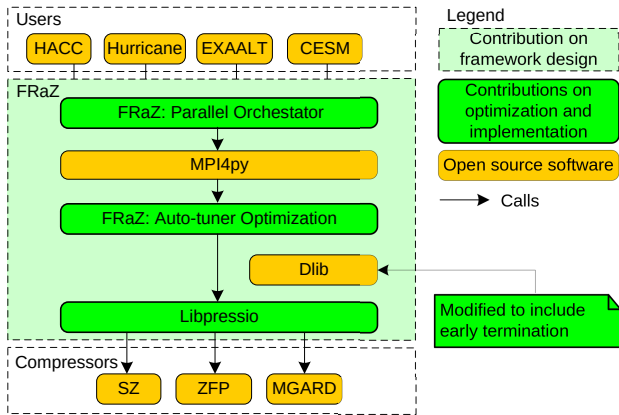 Users
HACC
Hurricane
EXAALT
CESM
FRaZ
FRaZ: Parallel Orchestator
MPI4py
FRaZ: Auto-tuner Optimization
Dlib
Libpressio
Compressors
SZ
ZFP
MGARD
Legend
Contribution on
framework design
Contributions on
optimization and
implementation
Open source software
Calls
Modified to include
early termination